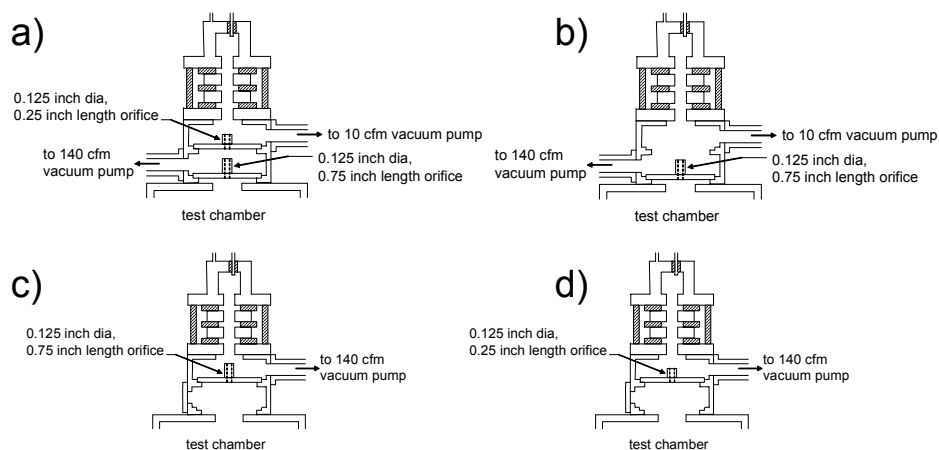 a)
0.125 inch dia,
0.25 inch length orifice
to 10 cfm vacuum pump
to 140 cfm
vacuum pump
0.125 inch dia,
0.75 inch length orifice
test chamber
b)
to 10 cfm vacuum pump
to 140 cfm
vacuum pump
0.125 inch dia,
0.75 inch length orifice
test chamber
c)
0.125 inch dia,
0.75 inch length orifice
to 140 cfm
vacuum pump
test chamber
d)
0.125 inch dia,
0.25 inch length orifice
to 140 cfm
vacuum pump
test chamber